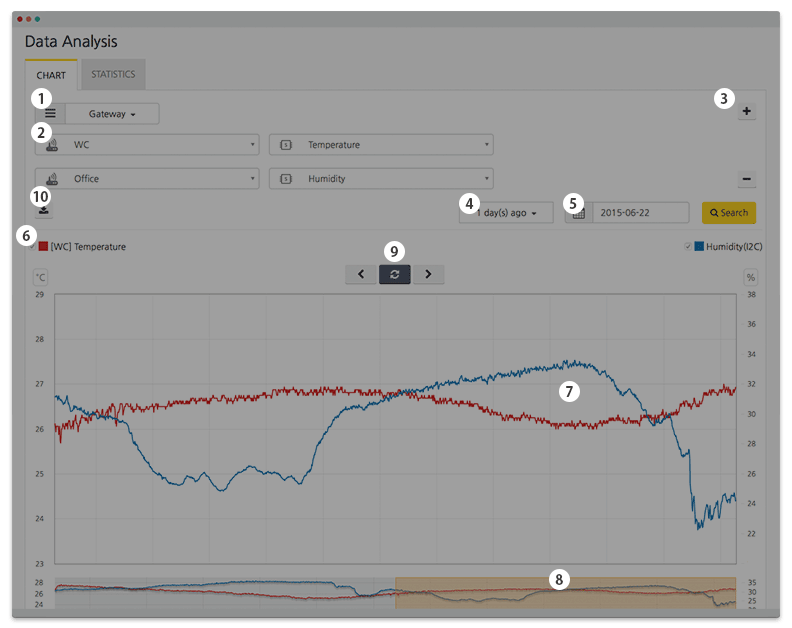 Data Analysis
CHART STATISTICS
1 3
Gateway
2
WC Temperature
Office Humidity
10 4 5
1 day(s) ago 2015-06-22 Search
6
[WC] Temperature Humidity(I2C)
9
°C %
29 38
36
28
34
27 32
7
30
26
28
25 26
24
24
22
23
8
28 35
26 30
24 25